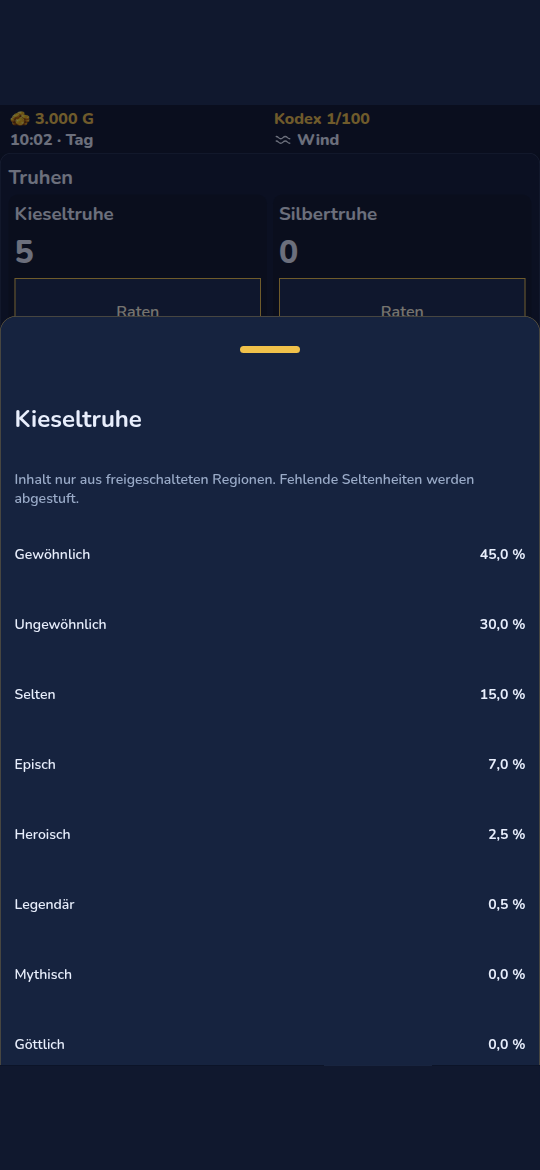 3.000 G
Kodex 1/100
10:02 · Tag
Wind
Truhen
Kieseltruhe
Silbertruhe
5
0
Raten
Raten
Kieseltruhe
Inhalt nur aus freigeschalteten Regionen. Fehlende Seltenheiten werden
abgestuft.
Gewöhnlich 45,0 %
Ungewöhnlich 30,0 %
Selten 15,0 %
Episch 7,0 %
Heroisch 2,5 %
Legendär 0,5 %
Mythisch 0,0 %
Göttlich 0,0 %